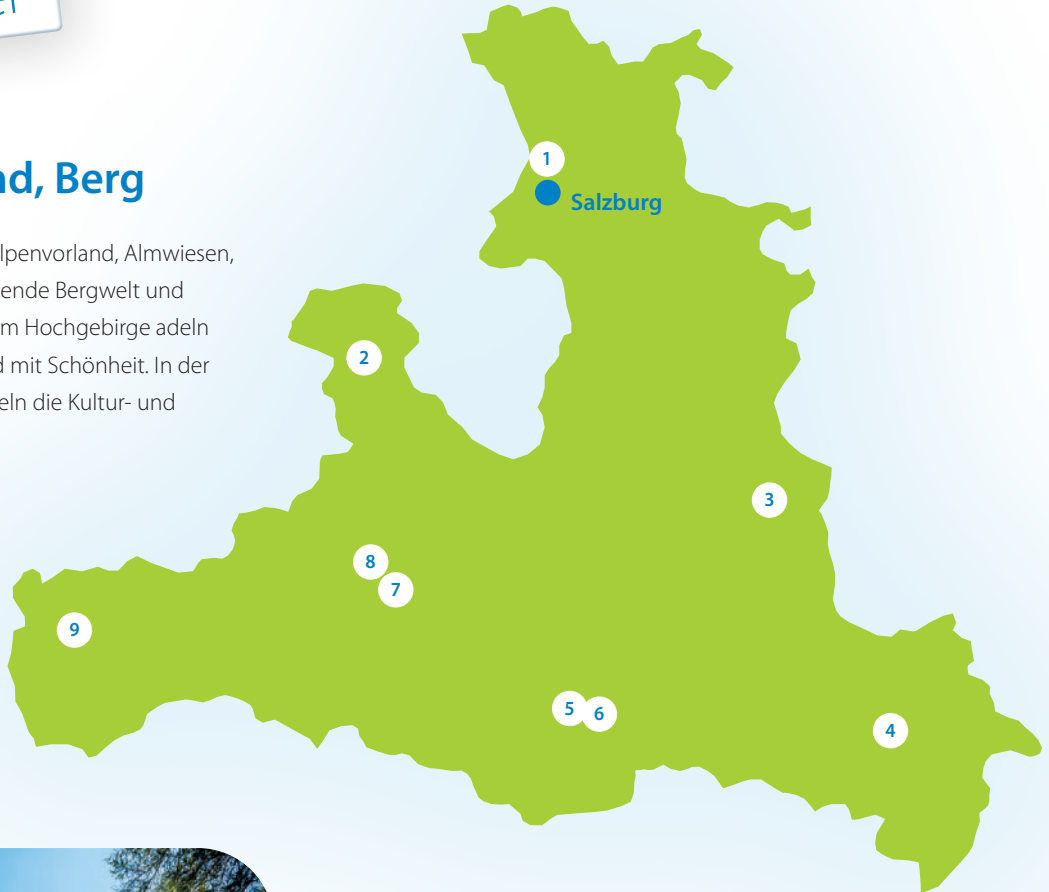 nd, Berg
lpenvorland, Almwiesen,
ende Bergwelt und
m Hochgebirge adeln
d mit Schönheit. In der
eln die Kultur- und
1
Salzburg
2
3
8
7
9
5
6
4